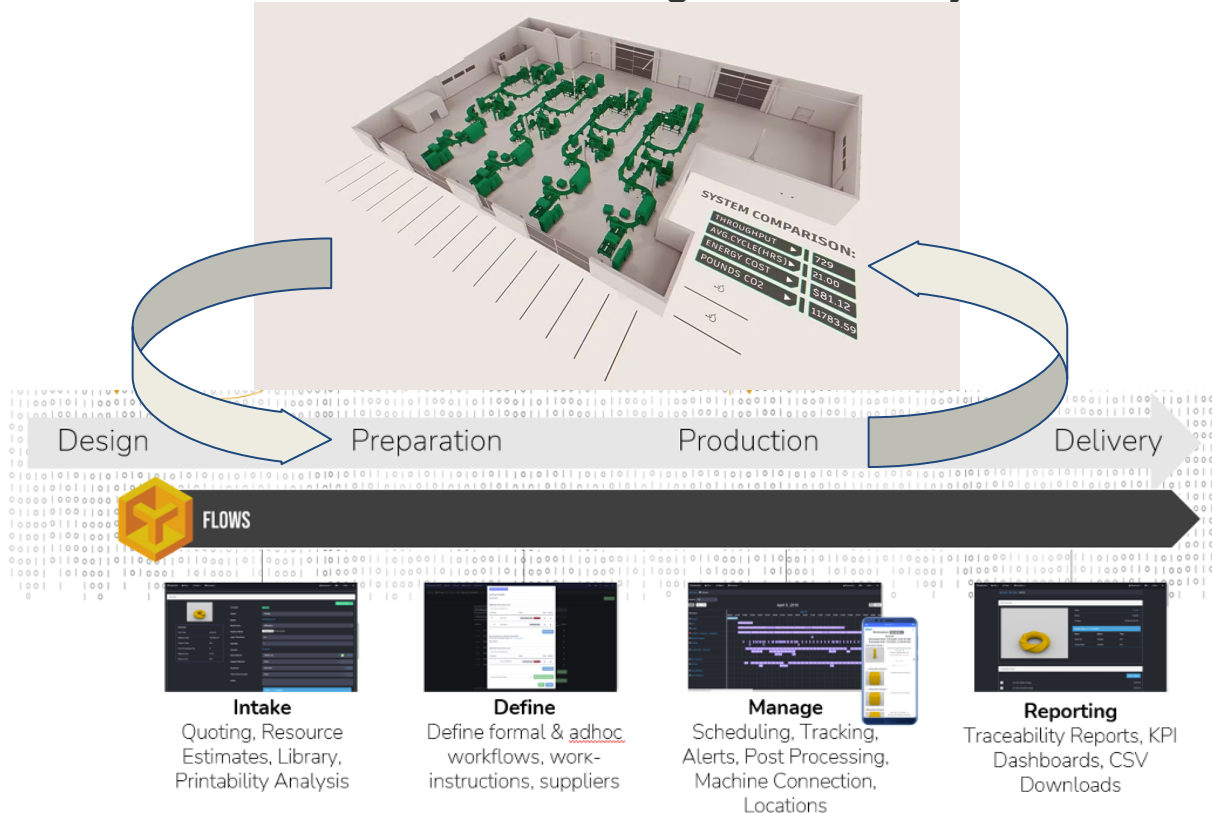 SYSTEM COMPARISON:
THROUGHPUT 729
AVG.CYCLE(HRS) 21.00
ENERGY COST $81.12
POUNDS CO2 11783.59
Design Preparation Production Delivery
FLOWS
April 5, 2018
Intake
Quoting, Resource
Estimates, Library,
Printability Analysis
Define
Define formal & adhoc
workflows, work-
instructions, suppliers
Manage
Scheduling, Tracking,
Alerts, Post Processing,
Machine Connection,
Locations
Reporting
Traceability Reports, KPI
Dashboards, CSV
Downloads